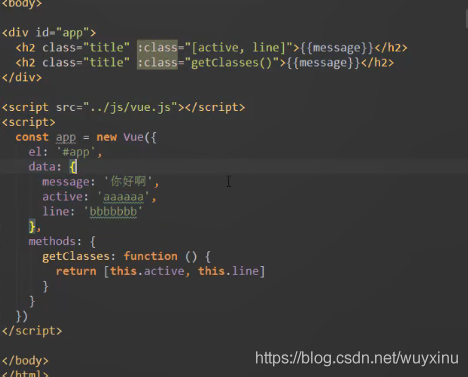 <body>
<div id="app">
<h2 class="title" :class="[active, line]">{{message}}</h2>
<h2 class="title" :class="getClasses()">{{message}}</h2>
</div>
<script src="../js/vue.js"></script>
<script>
const app = new Vue({
el: '#app',
data: {
message: '你好啊',
active: 'aaaaaa',
line: 'bbbbbbb'
},
methods: {
getClasses: function () {
return [this.active, this.line]
}
}
})
</script>
</body>
</html>
https://blog.csdn.net/wuyxinu